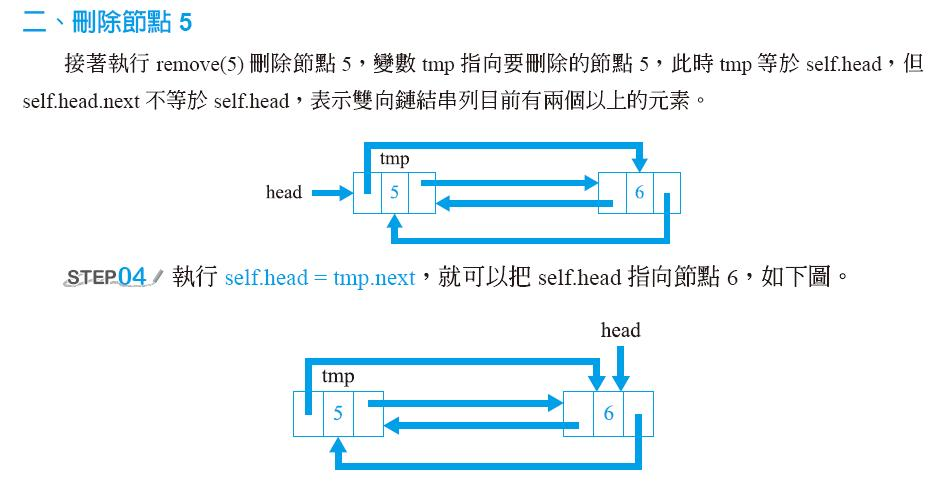 二、刪除節點 5
接著執行 remove(5) 刪除節點 5，變數 tmp 指向要刪除的節點 5，此時 tmp 等於 self.head，但
self.head.next 不等於 self.head，表示雙向鏈結串列目前有兩個以上的元素。
tmp
head
5
6
STEP 04 執行 self.head = tmp.next，就可以把 self.head 指向節點 6，如下圖。
head
tmp
5
6